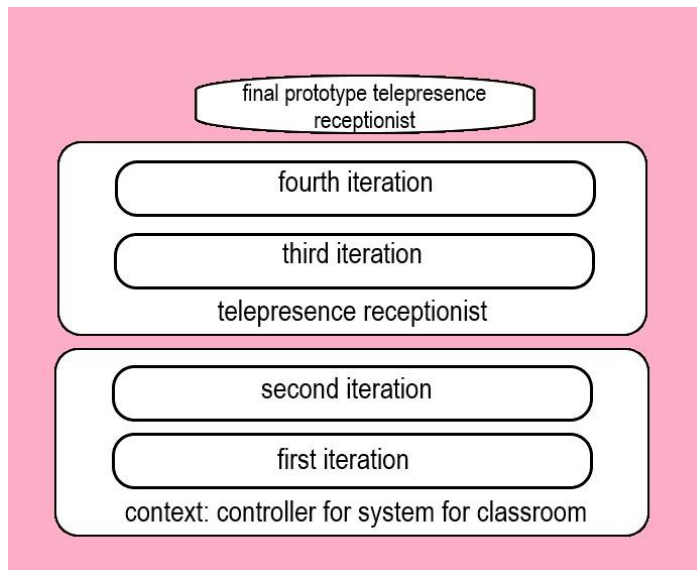 final prototype telepresence
receptionist
fourth iteration
third iteration
telepresence receptionist
second iteration
first iteration
context: controller for system for classroom